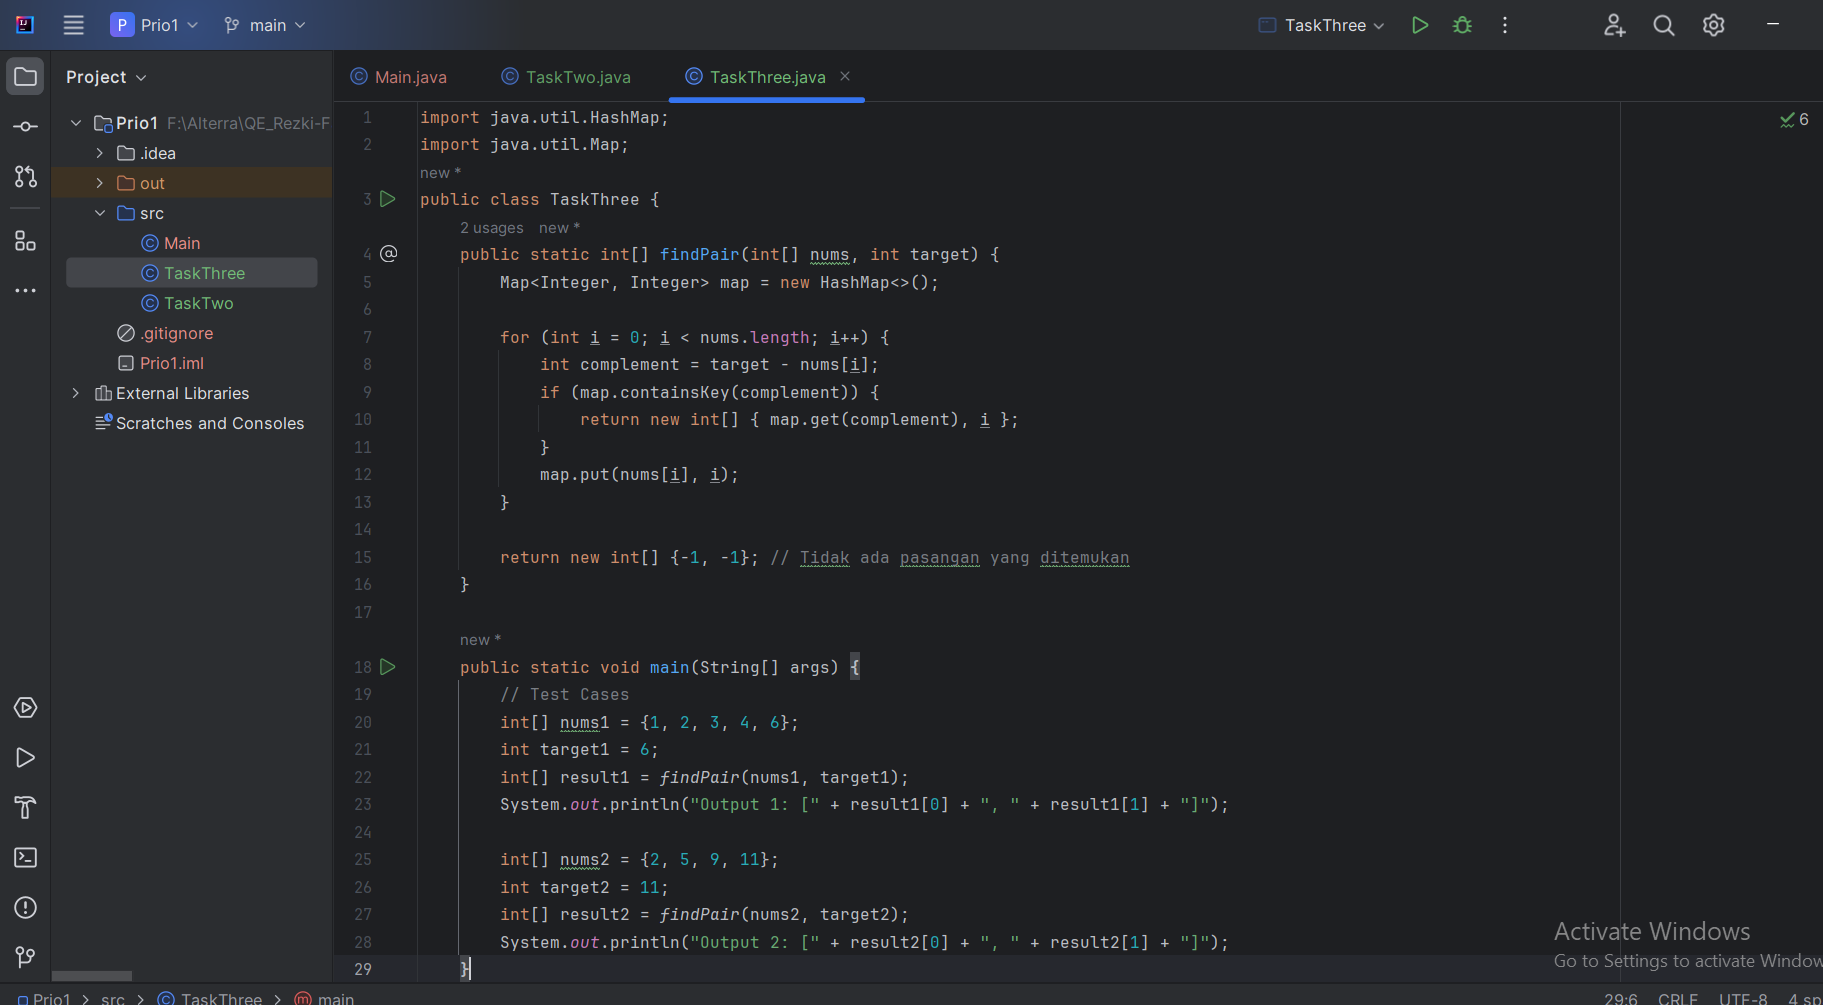 P Prio1 main TaskThree
Project
Main.java TaskTwo.java TaskThree.java
Prio1 F:\Alterra\QE_Rezki-F
.idea
out
src
Main
TaskThree
TaskTwo
.gitignore
Prio1.iml
External Libraries
Scratches and Consoles
6
1 import java.util.HashMap;
2 import java.util.Map;
new *
3 public class TaskThree {
2 usages new *
4 @ public static int[] findPair(int[] nums, int target) {
5 Map<Integer, Integer> map = new HashMap<>();
6
7 for (int i = 0; i < nums.length; i++) {
8 int complement = target - nums[i];
9 if (map.containsKey(complement)) {
10 return new int[] { map.get(complement), i };
11 }
12 map.put(nums[i], i);
13 }
14
15 return new int[] {-1, -1}; // Tidak ada pasangan yang ditemukan
16 }
17
new *
18 public static void main(String[] args) {
19 // Test Cases
20 int[] nums1 = {1, 2, 3, 4, 6};
21 int target1 = 6;
22 int[] result1 = findPair(nums1, target1);
23 System.out.println("Output 1: [" + result1[0] + ", " + result1[1] + "]");
24
25 int[] nums2 = {2, 5, 9, 11};
26 int target2 = 11;
27 int[] result2 = findPair(nums2, target2);
28 System.out.println("Output 2: [" + result2[0] + ", " + result2[1] + "]");
29 }
Activate Windows
Go to Settings to activate Window
Prio1 > src > TaskThree > main 29:6 CRLF UTF-8 4 sp